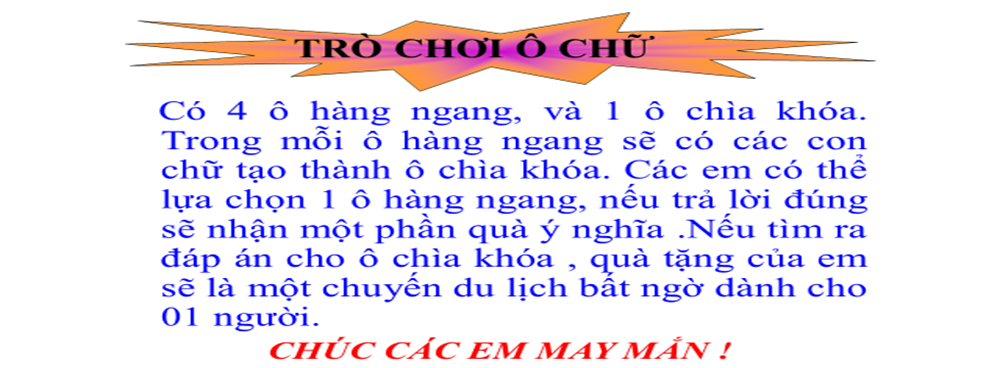 TRÒ CHƠI Ô CHỮ
Có 4 ô hàng ngang, và 1 ô chìa khóa.
Trong mỗi ô hàng ngang sẽ có các con
chữ tạo thành ô chìa khóa. Các em có thể
lựa chọn 1 ô hàng ngang, nếu trả lời đúng
sẽ nhận một phần quà ý nghĩa .Nếu tìm ra
đáp án cho ô chìa khóa , quà tặng của em
sẽ là một chuyến du lịch bất ngờ dành cho
01 người.
CHÚC CÁC EM MAY MẮN !